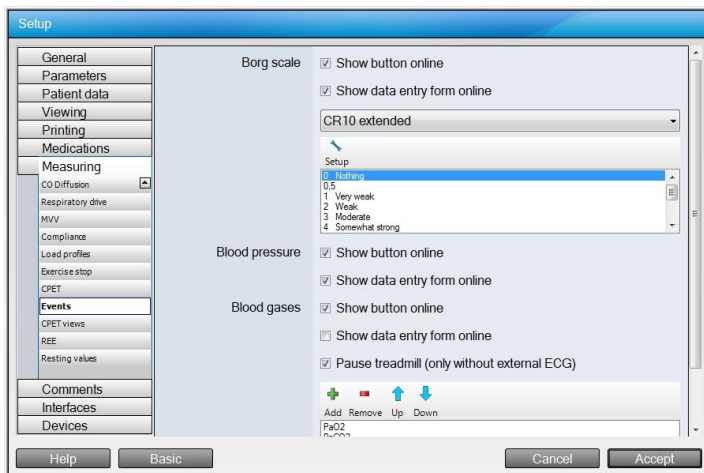 Setup
General
Parameters
Patient data
Viewing
Printing
Medications
Measuring
CO Diffusion
Respiratory drive
MVV
Compliance
Load profiles
Exercise stop
CPET
Events
CPET views
REE
Resting values
Comments
Interfaces
Devices
Borg scale
Show button online
Show data entry form online
CR10 extended
Setup
0 Nothing
0,5
1 Very weak
2 Weak
3 Moderate
4 Somewhat strong
Blood pressure
Show button online
Show data entry form online
Blood gases
Show button online
Show data entry form online
Pause treadmill (only without external ECG)
Add Remove Up Down
PaO2
PaCO2
Help
Basic
Cancel
Accept